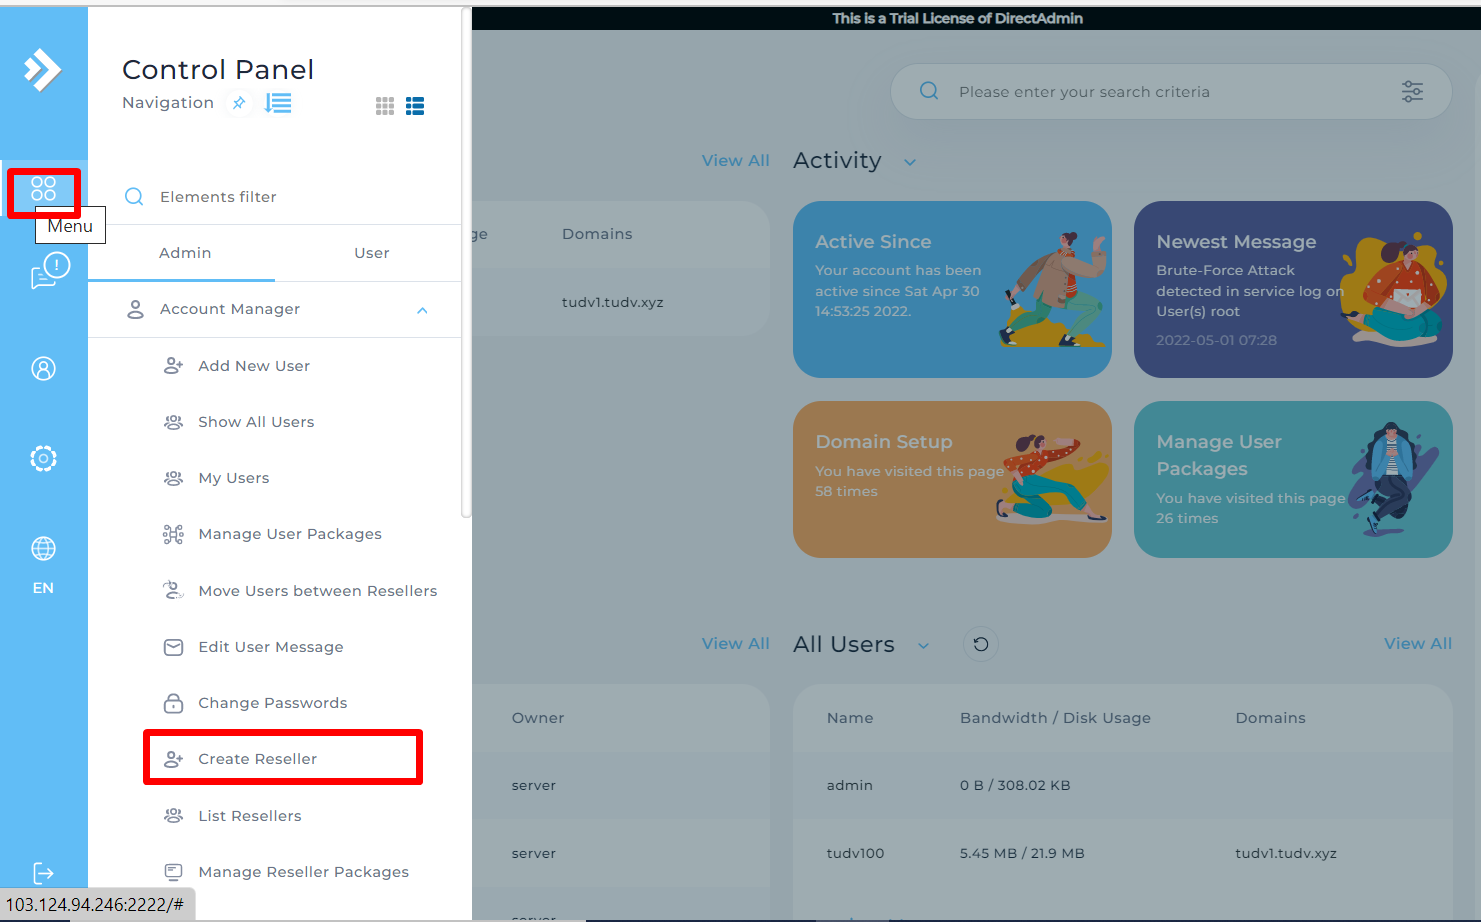 This is a Trial License of DirectAdmin
Control Panel
Navigation
Please enter your search criteria
Elements filter
Menu
Admin
User
Account Manager
Add New User
Show All Users
My Users
Manage User Packages
Move Users between Resellers
Edit User Message
Change Passwords
Create Reseller
List Resellers
Manage Reseller Packages
EN
103.124.94.246:2222/#
View All
ge
Domains
tudv1.tudv.xyz
Activity
Active Since
Your account has been
active since Sat Apr 30
14:53:25 2022.
Newest Message
Brute-Force Attack
detected in service log on
User(s) root
2022-05-01 07:28
Domain Setup
You have visited this page
58 times
Manage User
Packages
You have visited this page
26 times
View All
Owner
server
server
All Users
View All
Name
Bandwidth / Disk Usage
Domains
admin
0 B / 308.02 KB
tudv100
5.45 MB / 21.9 MB
tudv1.tudv.xyz